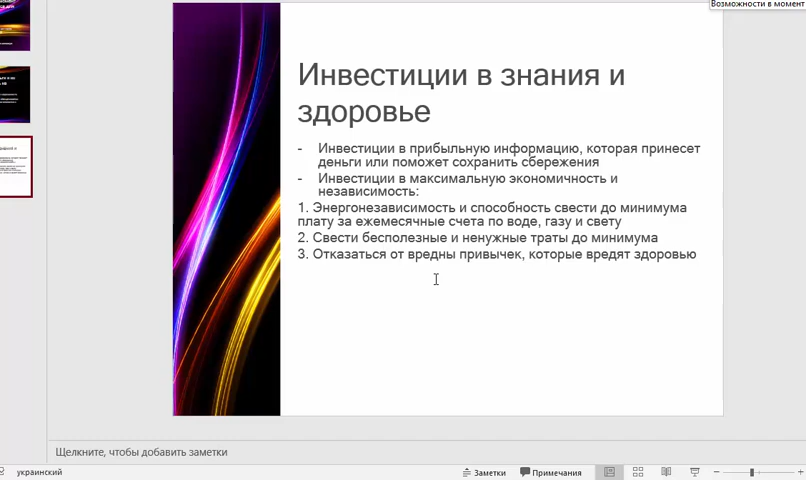 Возможности в момент
Инвестиции в знания и
здоровье
- Инвестиции в прибыльную информацию, которая принесет
деньги или поможет сохранить сбережения
- Инвестиции в максимальную экономичность и
независимость:
1. Энергонезависимость и способность свести до минимума
плату за ежемесячные счета по воде, газу и свету
2. Свести бесполезные и ненужные траты до минимума
3. Отказаться от вредны привычек, которые вредят здоровью
Щелкните, чтобы добавить заметки
украинский
Заметки
Примечания